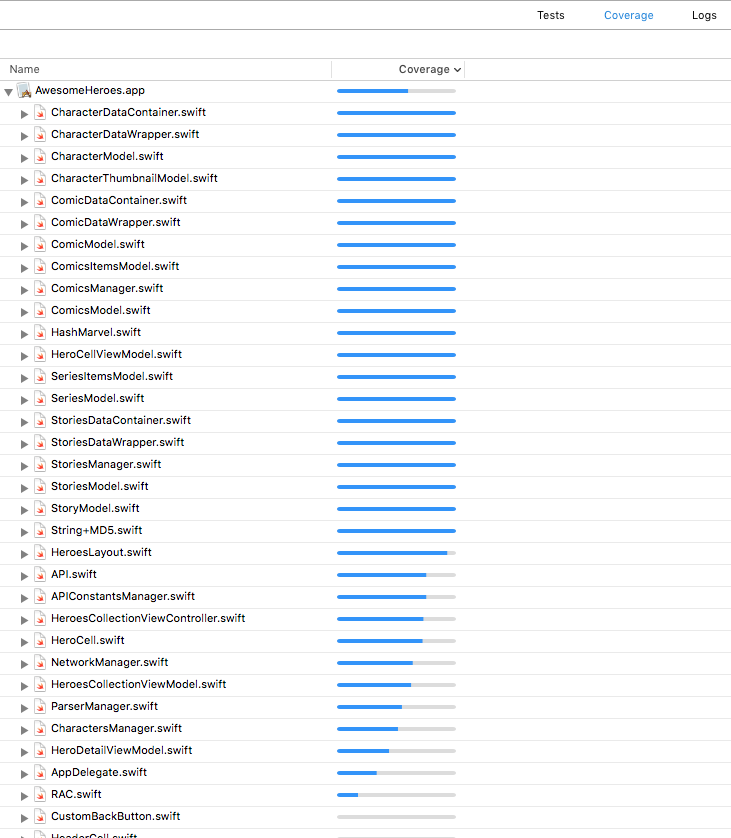 Tests Coverage Logs
Name Coverage
AwesomeHeroes.app
CharacterDataContainer.swift
CharacterDataWrapper.swift
CharacterModel.swift
CharacterThumbnailModel.swift
ComicDataContainer.swift
ComicDataWrapper.swift
ComicModel.swift
ComicsItemsModel.swift
ComicsManager.swift
ComicsModel.swift
HashMarvel.swift
HeroCellViewModel.swift
SeriesItemsModel.swift
SeriesModel.swift
StoriesDataContainer.swift
StoriesDataWrapper.swift
StoriesManager.swift
StoriesModel.swift
StoryModel.swift
String+MD5.swift
HeroesLayout.swift
API.swift
APIConstantsManager.swift
HeroesCollectionViewController.swift
HeroCell.swift
NetworkManager.swift
HeroesCollectionViewModel.swift
ParserManager.swift
CharactersManager.swift
HeroDetailViewModel.swift
AppDelegate.swift
RAC.swift
CustomBackButton.swift
HeaderCell.swift